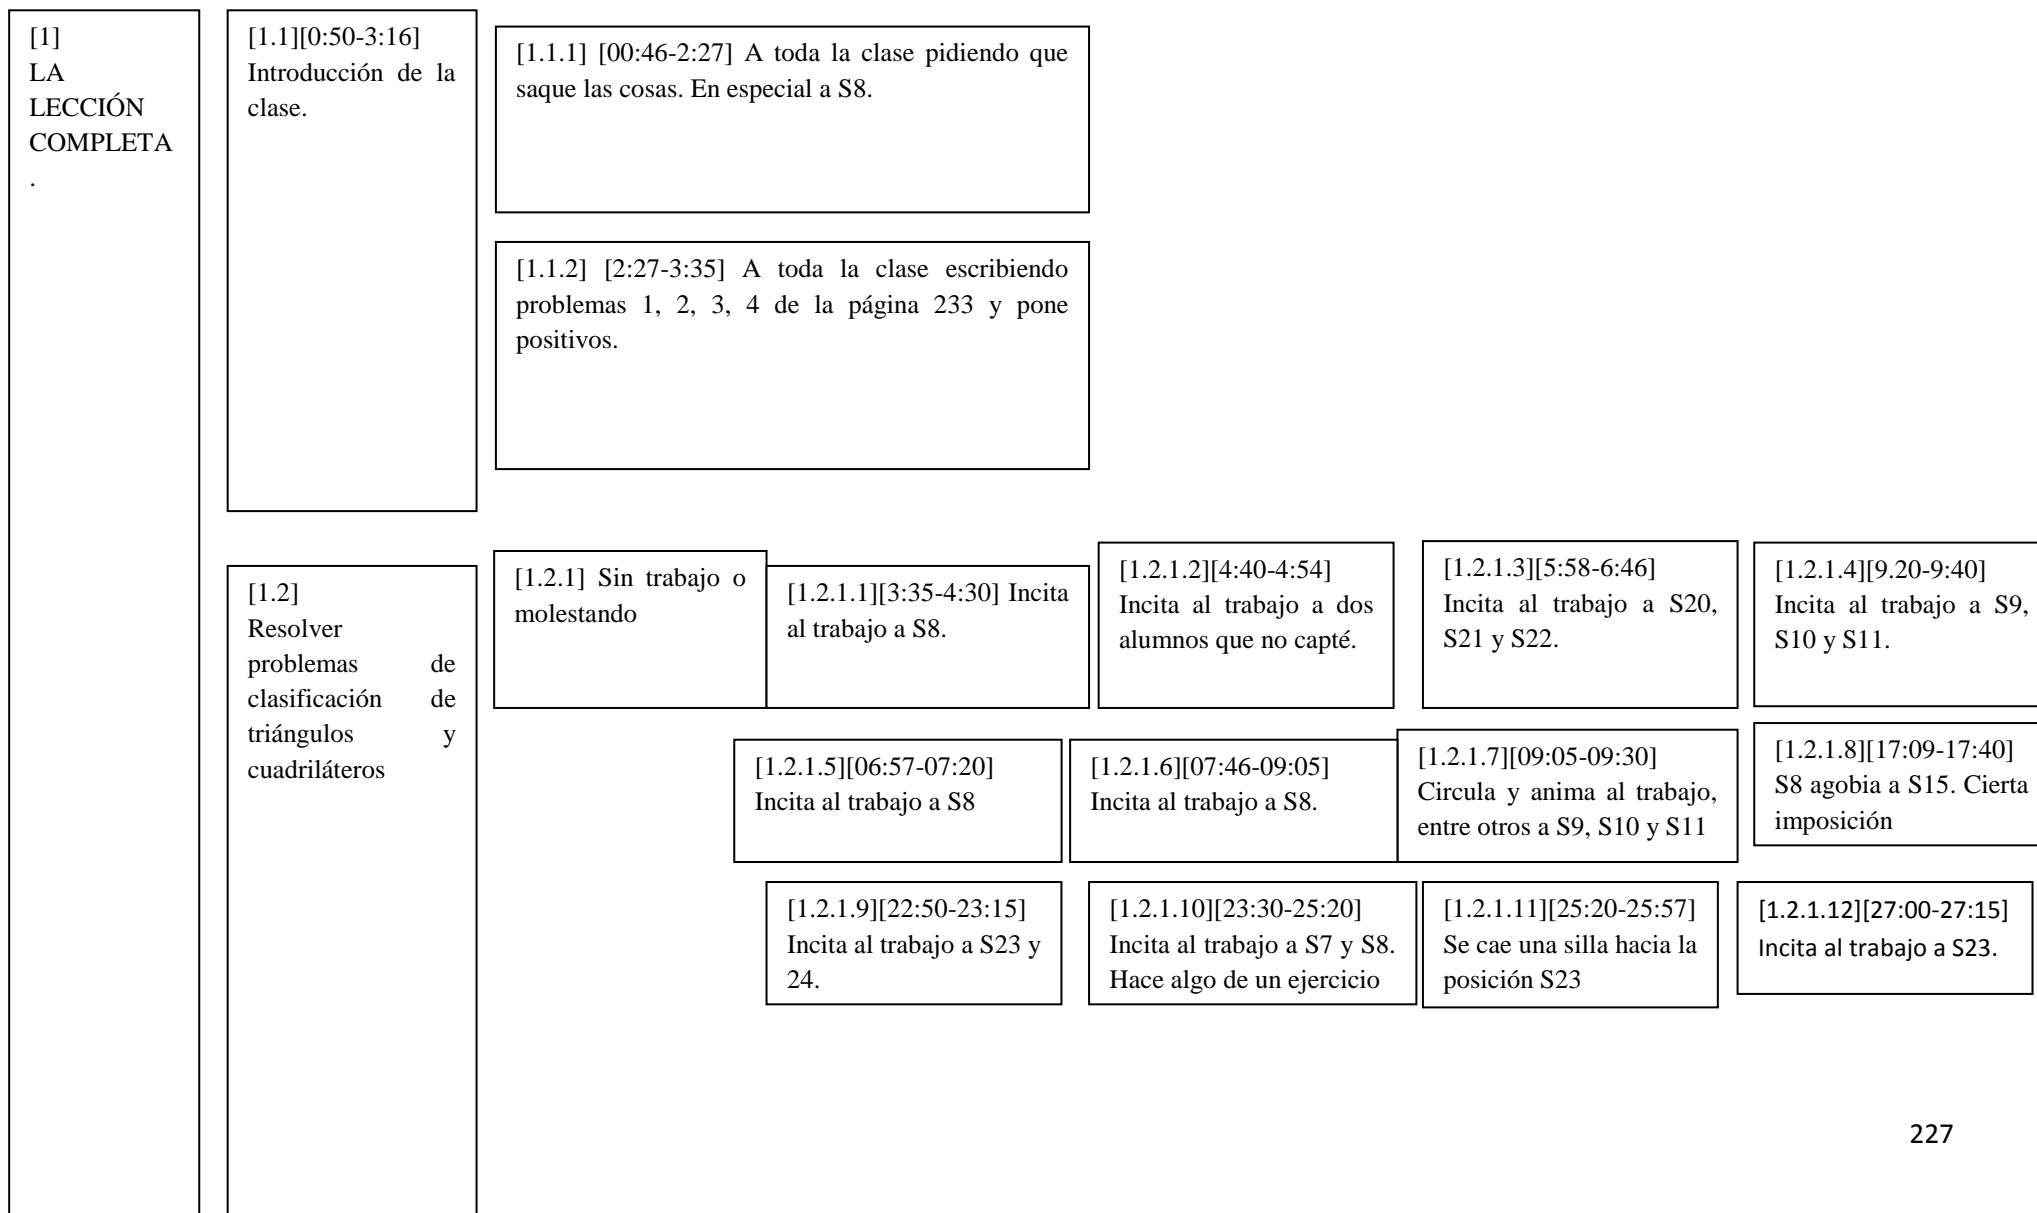 [1]
LA
LECCIÓN
COMPLETA
.
[1.1][0:50-3:16]
Introducción de la
clase.
[1.1.1] [00:46-2:27] A toda la clase pidiendo que
saque las cosas. En especial a S8.
[1.1.2] [2:27-3:35] A toda la clase escribiendo
problemas 1, 2, 3, 4 de la página 233 y pone
positivos.
[1.2]
Resolver
problemas de
clasificación de
triángulos y
cuadriláteros
[1.2.1] Sin trabajo o
molestando
[1.2.1.1][3:35-4:30] Incita
al trabajo a S8.
[1.2.1.2][4:40-4:54]
Incita al trabajo a dos
alumnos que no capté.
[1.2.1.3][5:58-6:46]
Incita al trabajo a S20,
S21 y S22.
[1.2.1.4][9.20-9:40]
Incita al trabajo a S9,
S10 y S11.
[1.2.1.5][06:57-07:20]
Incita al trabajo a S8
[1.2.1.6][07:46-09:05]
Incita al trabajo a S8.
[1.2.1.7][09:05-09:30]
Circula y anima al trabajo,
entre otros a S9, S10 y S11
[1.2.1.8][17:09-17:40]
S8 agobia a S15. Cierta
imposición
[1.2.1.9][22:50-23:15]
Incita al trabajo a S23 y
24.
[1.2.1.10][23:30-25:20]
Incita al trabajo a S7 y S8.
Hace algo de un ejercicio
[1.2.1.11][25:20-25:57]
Se cae una silla hacia la
posición S23
[1.2.1.12][27:00-27:15]
Incita al trabajo a S23.
227